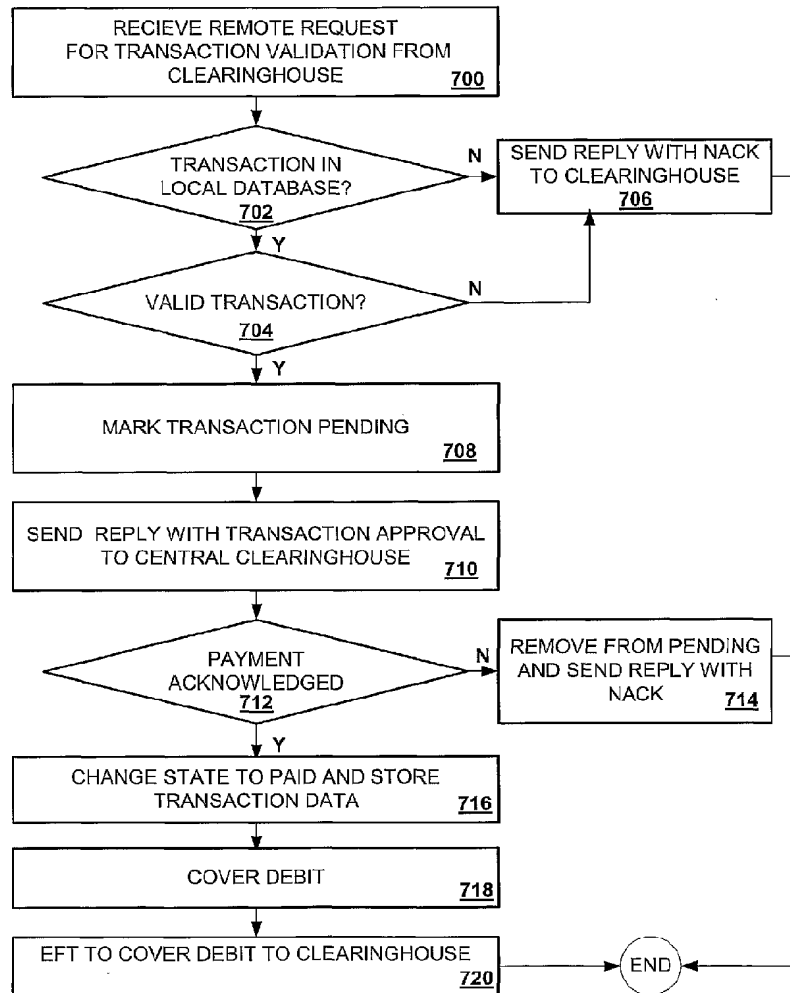 RECIEVE REMOTE REQUEST
FOR TRANSACTION VALIDATION FROM
CLEARINGHOUSE
700
TRANSACTION IN
LOCAL DATABASE?
702
N
SEND REPLY WITH NACK
TO CLEARINGHOUSE
706
Y
VALID TRANSACTION?
704
N
Y
MARK TRANSACTION PENDING
708
SEND REPLY WITH TRANSACTION APPROVAL
TO CENTRAL CLEARINGHOUSE
710
PAYMENT
ACKNOWLEDGED
712
N
REMOVE FROM PENDING
AND SEND REPLY WITH
NACK
714
Y
CHANGE STATE TO PAID AND STORE
TRANSACTION DATA
716
COVER DEBIT
718
EFT TO COVER DEBIT TO CLEARINGHOUSE
720
END